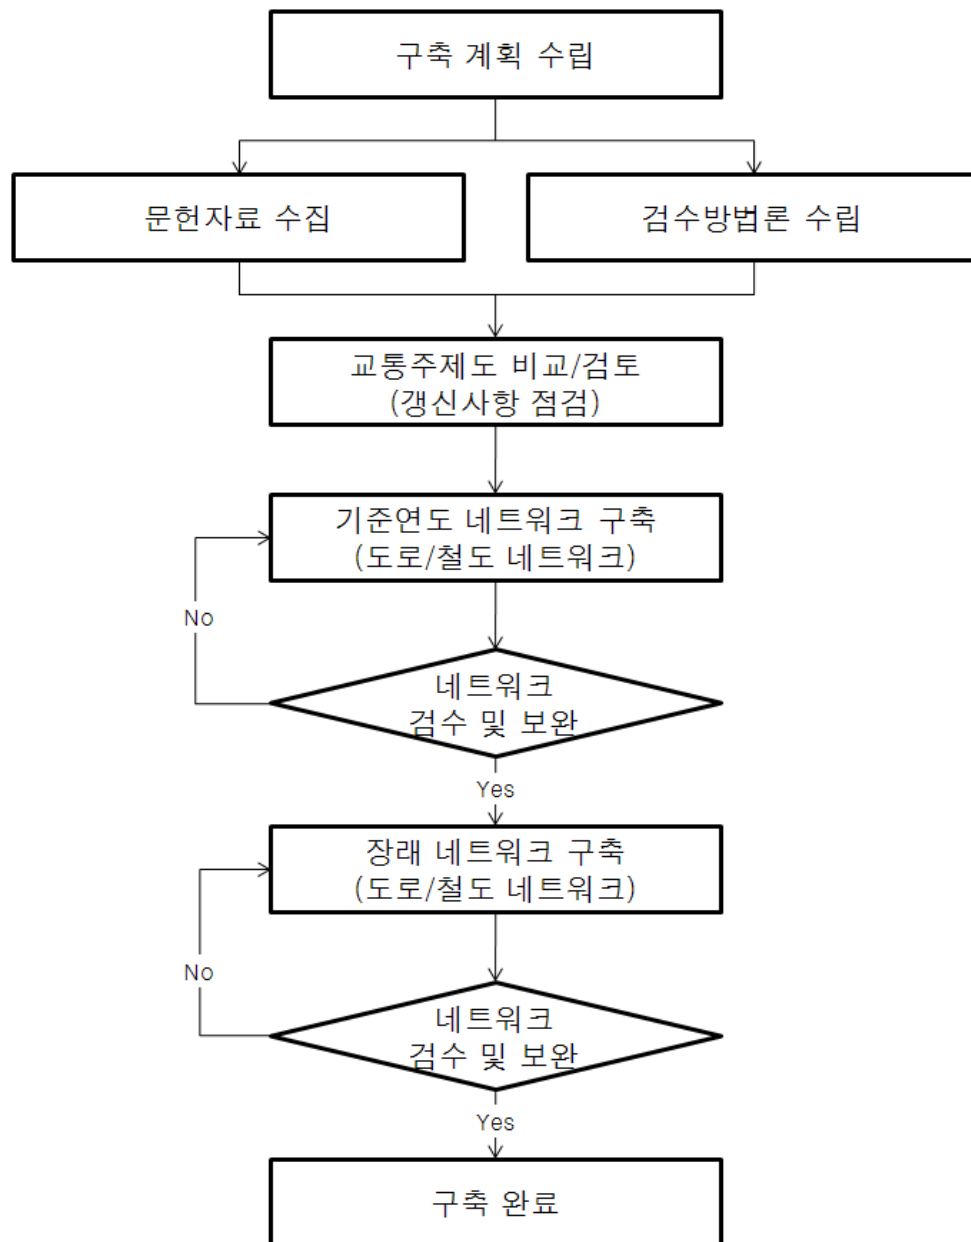 구축 계획 수립
문헌자료 수집
검수방법론 수립
교통주제도 비교/검토
(갱신사항 점검)
기준연도 네트워크 구축
(도로/철도 네트워크)
No
네트워크
검수 및 보완
Yes
장래 네트워크 구축
(도로/철도 네트워크)
No
네트워크
검수 및 보완
Yes
구축 완료